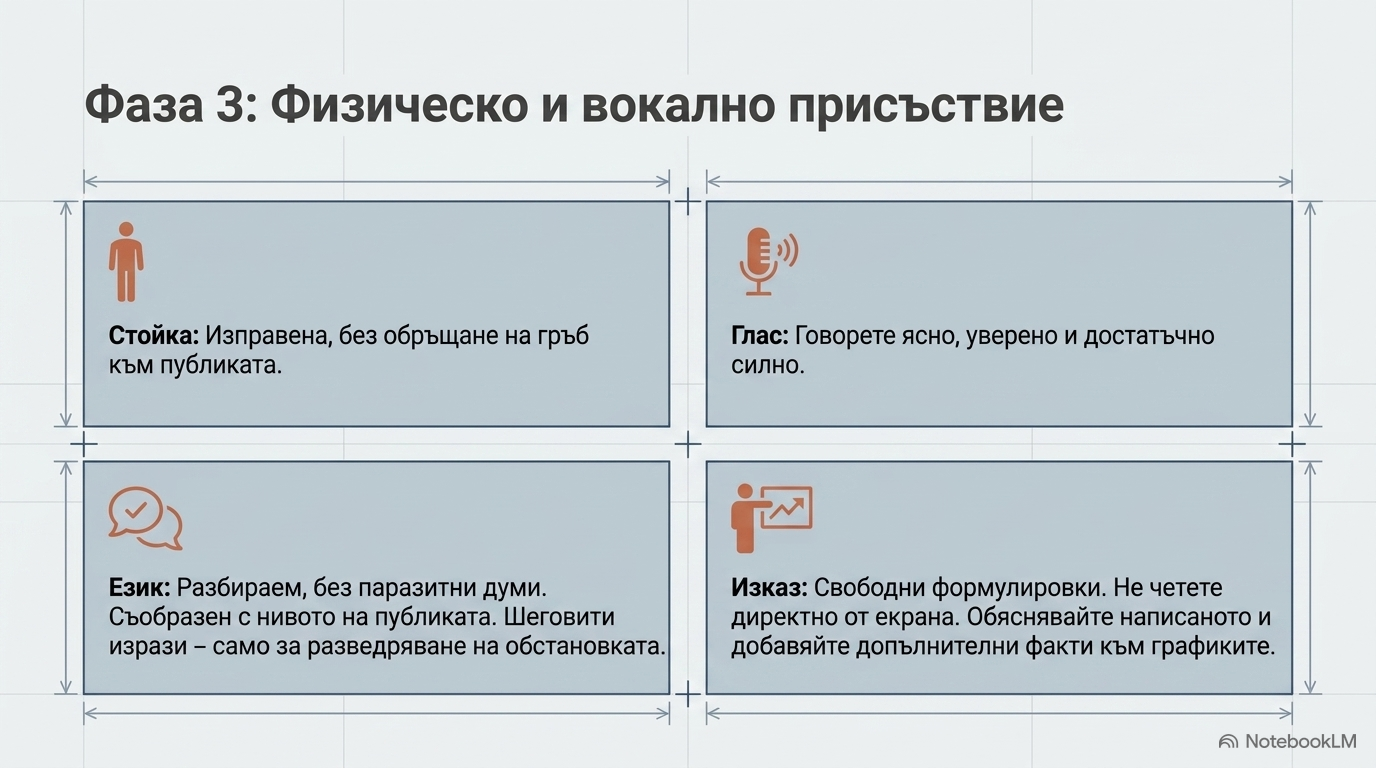 Фаза 3: Физическо и вокално присъствие
Стойка: Изправена, без обръщане на гръб
към публиката.
Глас: Говорете ясно, уверено и достатъчно
силно.
Език: Разбираем, без паразитни думи.
Съобразен с нивото на публиката. Шеговити
изрази – само за разведряване на обстановката.
Изказ: Свободни формулировки. Не четете
директно от екрана. Обяснявайте написаното и
добавяйте допълнителни факти към графиките.
NotebookLM